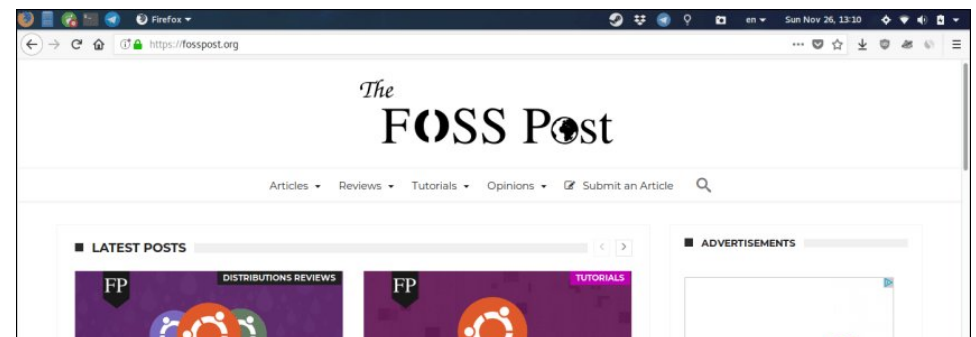 Firefox
en
Sun Nov 26, 13:10
https://fosspost.org
The
FOSS Post
Articles
Reviews
Tutorials
Opinions
Submit an Article
LATEST POSTS
ADVERTISEMENTS
FP
DISTRIBUTIONS REVIEWS
FP
TUTORIALS